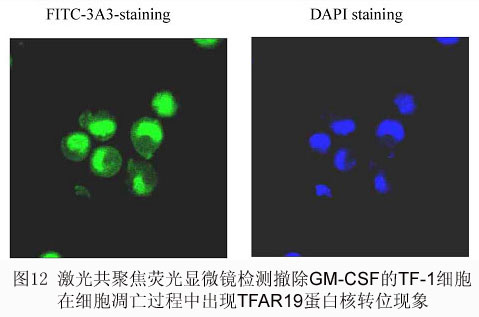 FITC-3A3-staining
DAPI staining
图12 激光共聚焦荧光显微镜检测撤除GM-CSF的TF-1细胞
在细胞凋亡过程中出现TFAR19蛋白核转位现象